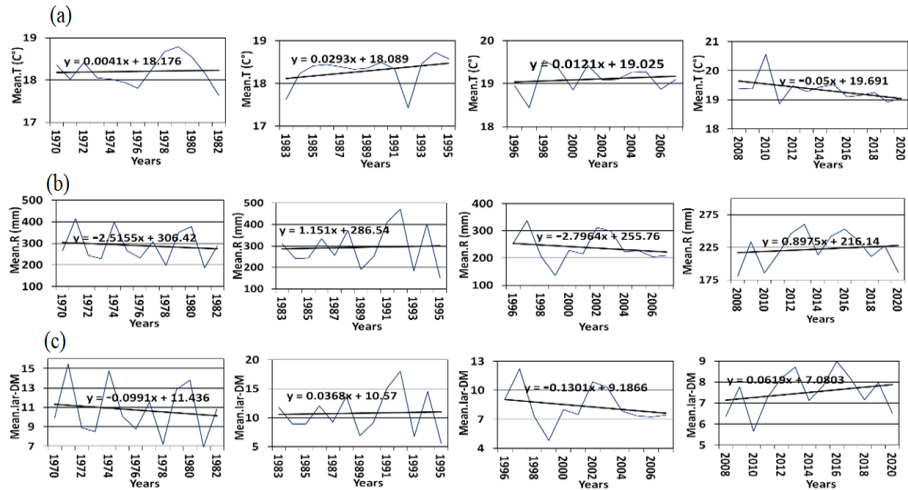 (a)
Mean.T (C°)
19
18
17
y = 0.0041x + 18.176
1970 1972 1974 1976 1978 1980 1982
Years
Mean.T (C°)
19
18
17
y = 0.0293x + 18.089
1983 1985 1987 1989 1991 1993 1995
Years
Mean.T (C°)
20
19
18
y = 0.0121x + 19.025
1996 1998 2000 2002 2004 2006
Years
Mean.T (C°)
21
20
19
18
y = −0.05x + 19.691
2008 2010 2012 2014 2016 2018 2020
Years
(b)
Mean.R (mm)
500
400
300
200
100
y = −2.5155x + 306.42
1970 1972 1974 1976 1978 1980 1982
Years
Mean.R (mm)
500
400
300
200
100
y = 1.151x + 286.54
1983 1985 1987 1989 1991 1993 1995
Years
Mean.R (mm)
400
300
200
100
y = −2.7964x + 255.76
1996 1998 2000 2002 2004 2006
Years
Mean.R (mm)
275
225
175
y = 0.8975x + 216.14
2008 2010 2012 2014 2016 2018 2020
Years
(c)
Mean.Iar-DM
15
13
11
9
7
y = −0.0991x + 11.436
1970 1972 1974 1976 1978 1980 1982
Years
Mean.Iar-DM
20
15
10
5
y = 0.0368x + 10.57
1983 1985 1987 1989 1991 1993 1995
Years
Mean.Iar-DM
13
10
7
4
y = −0.1301x + 9.1866
1996 1998 2000 2002 2004 2006
Years
Mean.Iar-DM
9
8
7
6
5
y = 0.0619x + 7.0803
2008 2010 2012 2014 2016 2018 2020
Years